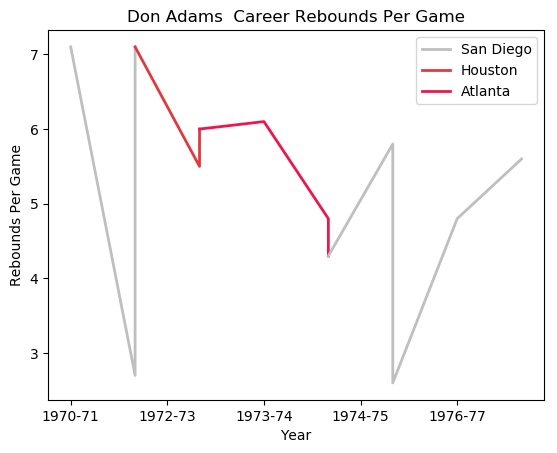 Don Adams  Career Rebounds Per Game
San Diego
Houston
Atlanta
Rebounds Per Game
7
6
5
4
3
1970-71
1972-73
1973-74
1974-75
1976-77
Year